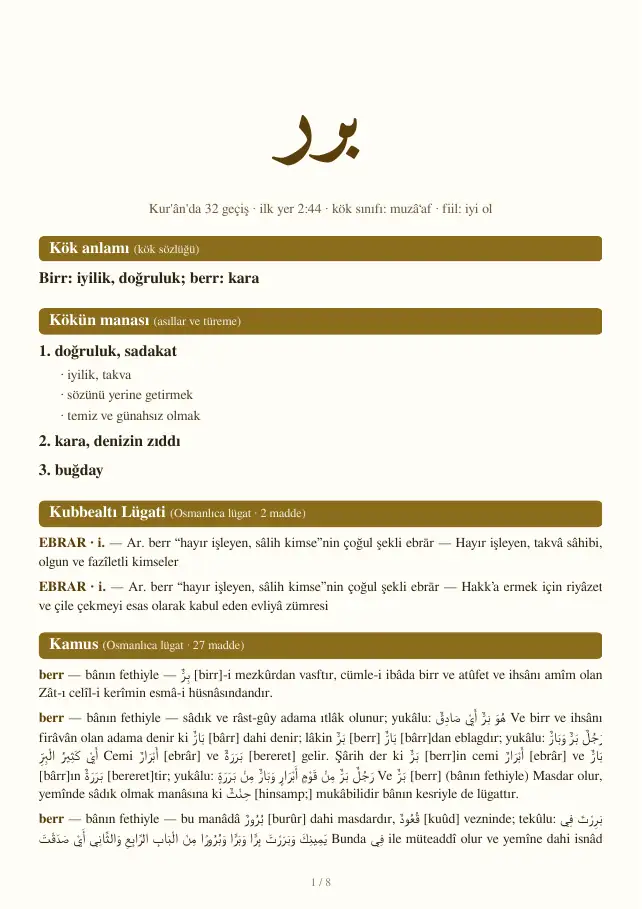 برر
Kur'ân'da 32 geçiş · ilk yer 2:44 · kök sınıfı: muzâ‘af · fiil: iyi ol
Kök anlamı (kök sözlüğü)
Birr: iyilik, doğruluk; berr: kara
Kökün manası (asıllar ve türeme)
1. doğruluk, sadakat
· iyilik, takva
· sözünü yerine getirmek
· temiz ve günahsız olmak
2. kara, denizin zıddı
3. buğday
Kubbealtı Lügati (Osmanlıca lügat · 2 madde)
EBRAR · i. — Ar. berr “hayır işleyen, sâlih kimse”nin çoğul şekli ebrār — Hayır işleyen, takvâ sâhibi,
olgun ve fazîletli kimseler
EBRAR · i. — Ar. berr “hayır işleyen, sâlih kimse”nin çoğul şekli ebrār — Hakk’a ermek için riyâzet
ve çile çekmeyi esas olarak kabul eden evliyâ zümresi
Kamus (Osmanlıca lügat · 27 madde)
berr — bânın fethiyle — بِرٌّ [birr]-i mezkûrdan vasftır, cümle-i ibâda birr ve atûfet ve ihsânı amîm olan
Zât-ı celîl-i kerîmin esmâ-i hüsnâsındandır.
berr — bânın fethiyle — sâdık ve râst-gûy adama ıtlâk olunur; yukâlu: هُوَ بَرٌّ أَيْ صَادِقٌ Ve birr ve ihsânı
firâvân olan adama denir ki بَارٌّ [bârr] dahi denir; lâkin بَرٌّ [berr] بَارٌّ [bârr]dan eblagdır; yukâlu: رَجُلٌ بَرٌّ وَبَارٌّ
أَيْ كَثِيرُ الْبِرِّ Cemi أَبْرَارٌ [ebrâr] ve بَرَرَةٌ [bereret] gelir. Şârih der ki بَرٌّ [berr]in cemi أَبْرَارٌ [ebrâr] ve بَارٌّ
[bârr]ın بَرَرَةٌ [bereret]tir; yukâlu: رَجُلٌ بَرٌّ مِنْ قَوْمٍ أَبْرَارٍ وَبَارٌّ مِنْ بَرَرَةٍ Ve بَرٌّ [berr] (bânın fethiyle) Masdar olur,
yemînde sâdık olmak manâsına ki حِنْثٌ [hinsamp;] mukâbilidir bânın kesriyle de lügattır.
berr — bânın fethiyle — bu manâdâ بُرُورٌ [burûr] dahi masdardır, قُعُودٌ [kuûd] vezninde; tekûlu: بَرِرْتَ فِي
يَمِينِكَ وَبَرَرْتَ بِرًّا وَبَرًّا وَبُرُورًا مِنَ الْبَابِ الرَّابِعِ وَالثَّانِي أَيْ صَدَقْتَ Bunda فِي ile müteaddî olur ve yemîne dahi isnâd
1 / 8